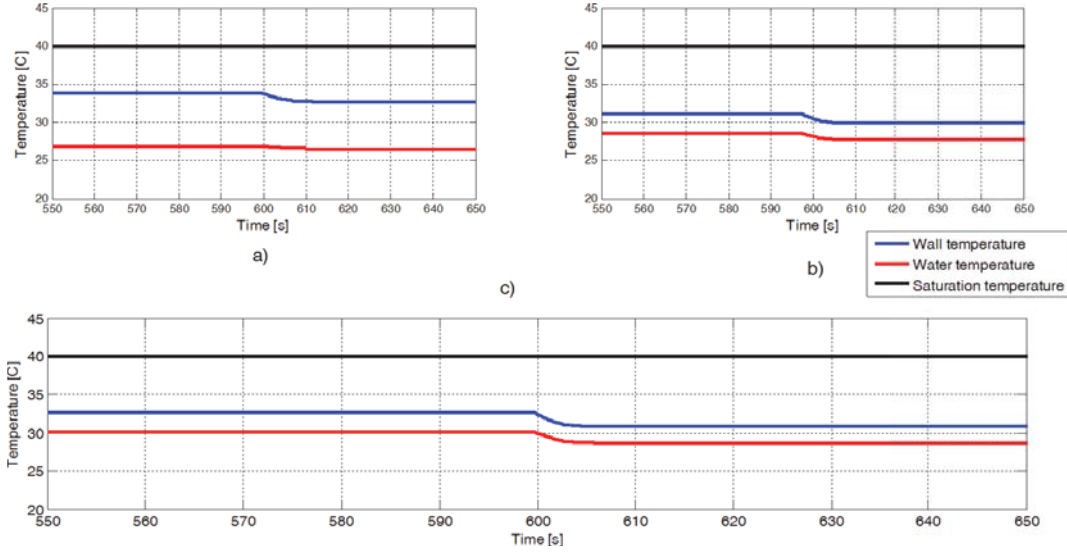 45
40
35
30
25
20
Temperature [C]
550 560 570 580 590 600 610 620 630 640 650
Time [s]
a)
45
40
35
30
25
20
Temperature [C]
550 560 570 580 590 600 610 620 630 640 650
Time [s]
b)
Wall temperature
Water temperature
Saturation temperature
c)
45
40
35
30
25
20
Temperature [C]
550 560 570 580 590 600 610 620 630 640 650
Time [s]